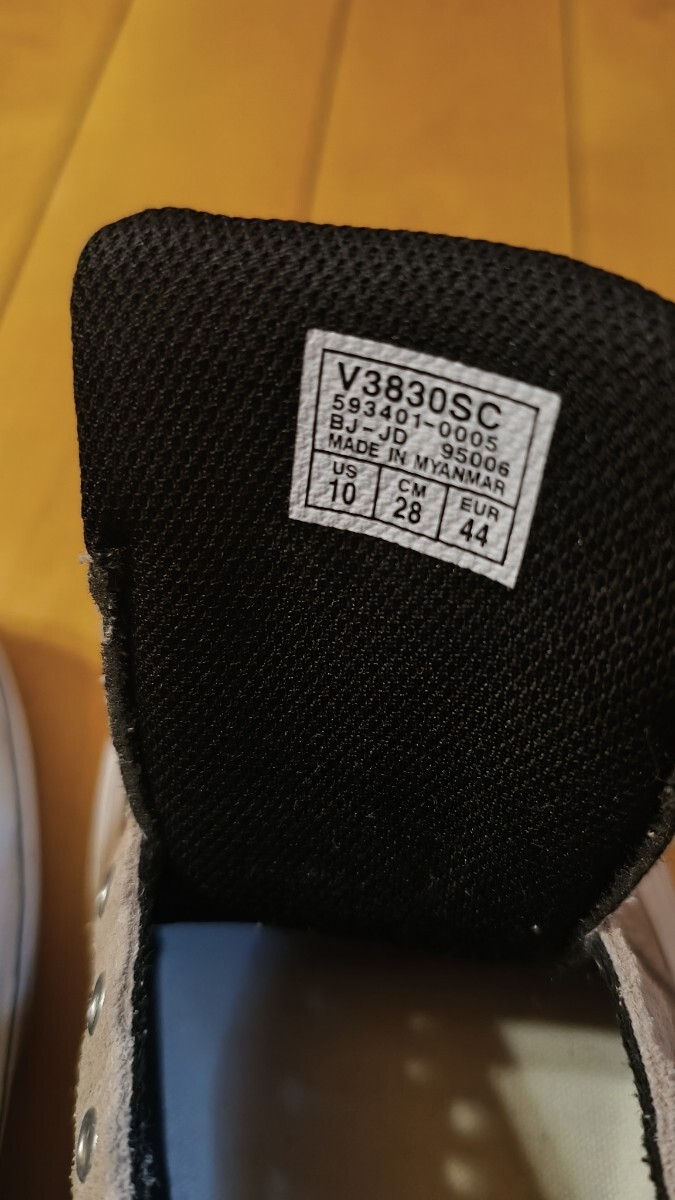 V3830SC
593401-0005
BJ-JD 95006
MADE IN MYANMAR
US CM EUR
10 28 44